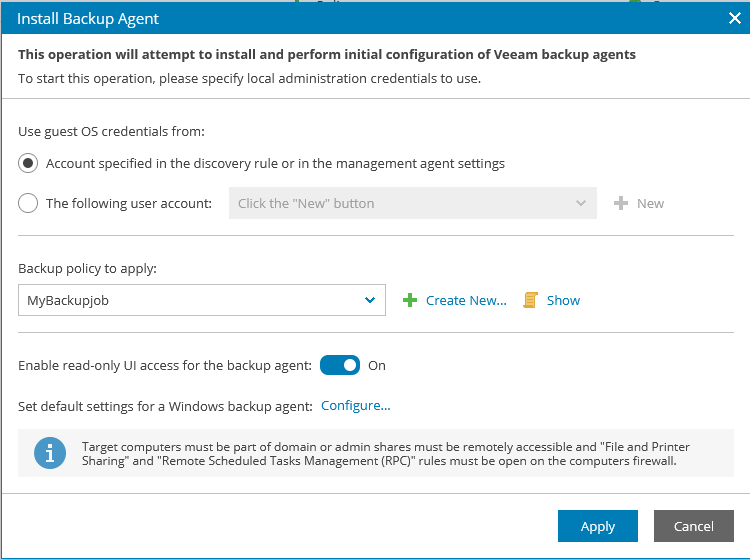 Install Backup Agent
This operation will attempt to install and perform initial configuration of Veeam backup agents
To start this operation, please specify local administration credentials to use.
Use guest OS credentials from:
Account specified in the discovery rule or in the management agent settings
The following user account: Click the "New" button New
Backup policy to apply:
MyBackupjob Create New... Show
Enable read-only UI access for the backup agent: On
Set default settings for a Windows backup agent: Configure...
Target computers must be part of domain or admin shares must be remotely accessible and "File and Printer
Sharing" and "Remote Scheduled Tasks Management (RPC)" rules must be open on the computers firewall.
Apply Cancel